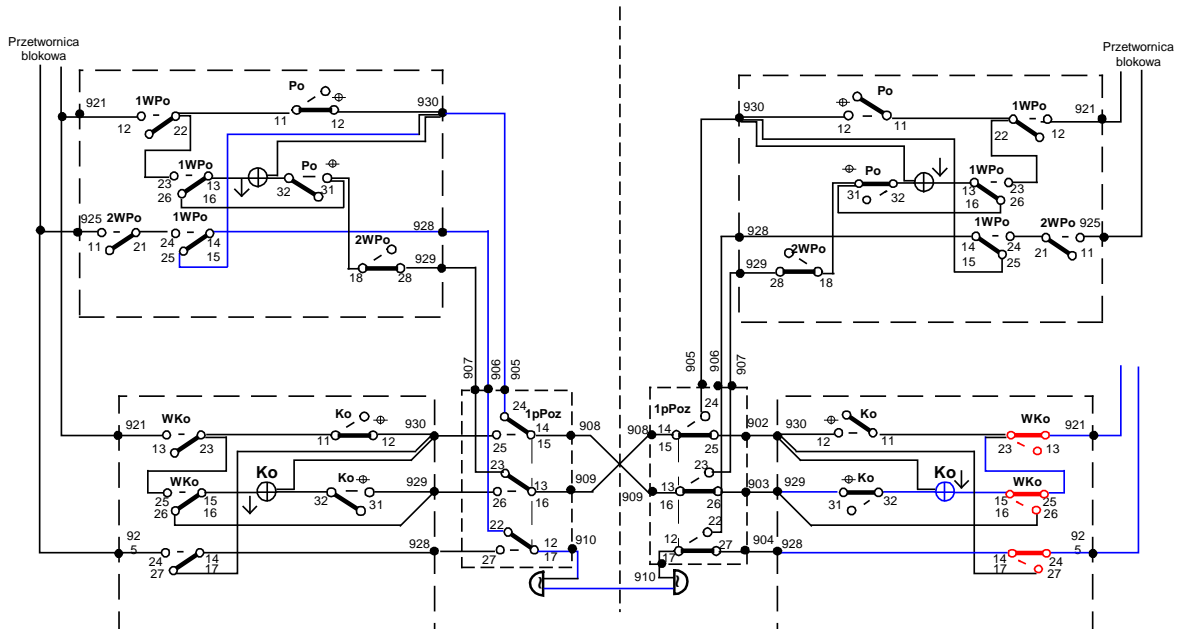 Przetwornica
blokowa
Przetwornica
blokowa
921 1WPo Po 930
12 22 11 12
1WPo Po
23 13 32 31
26 16
925 2WPo 1WPo 928
11 21 24 14
25 15
2WPo 929
18 28
930 Po 1WPo 921
12 11 22 12
Po 1WPo
31 32 13 23
16 26
928 1WPo 2WPo 925
14 24 21 11
15 25
929 2WPo
28 18
907 906 905
905 906 907
921 WKo Ko 930
13 23 11 12
WKo Ko Ko 929
25 15 32 31
26 16
92
5 928
24 14
27 17
24 1pPoz
14 908
25 15
23
13 909
26 16
22
12 910
27 17
1pPoz 24
908 14 902
15 25
23
909 13 903
16 26
22
12 27 904
17
910
930 Ko WKo 921
12 11 23 13
929 Ko Ko WKo
31 32 15 25
16 26
928 92
5
14 24
17 27